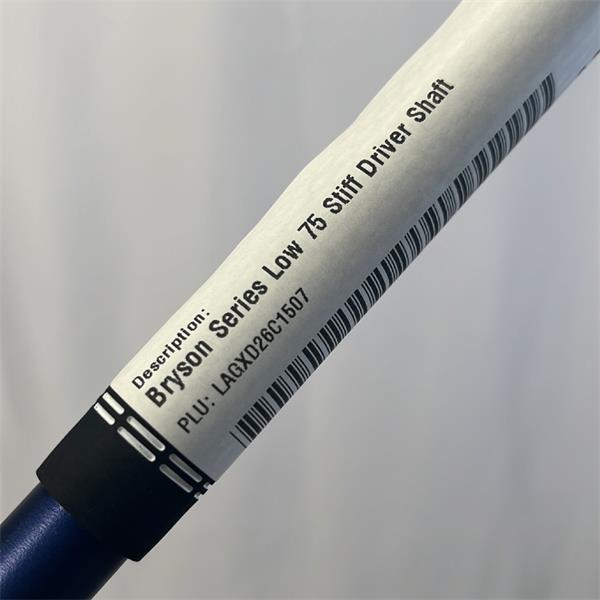 Description:
Bryson Series Low 75 Stiff Driver Shaft
PLU: LAGXD26C1507